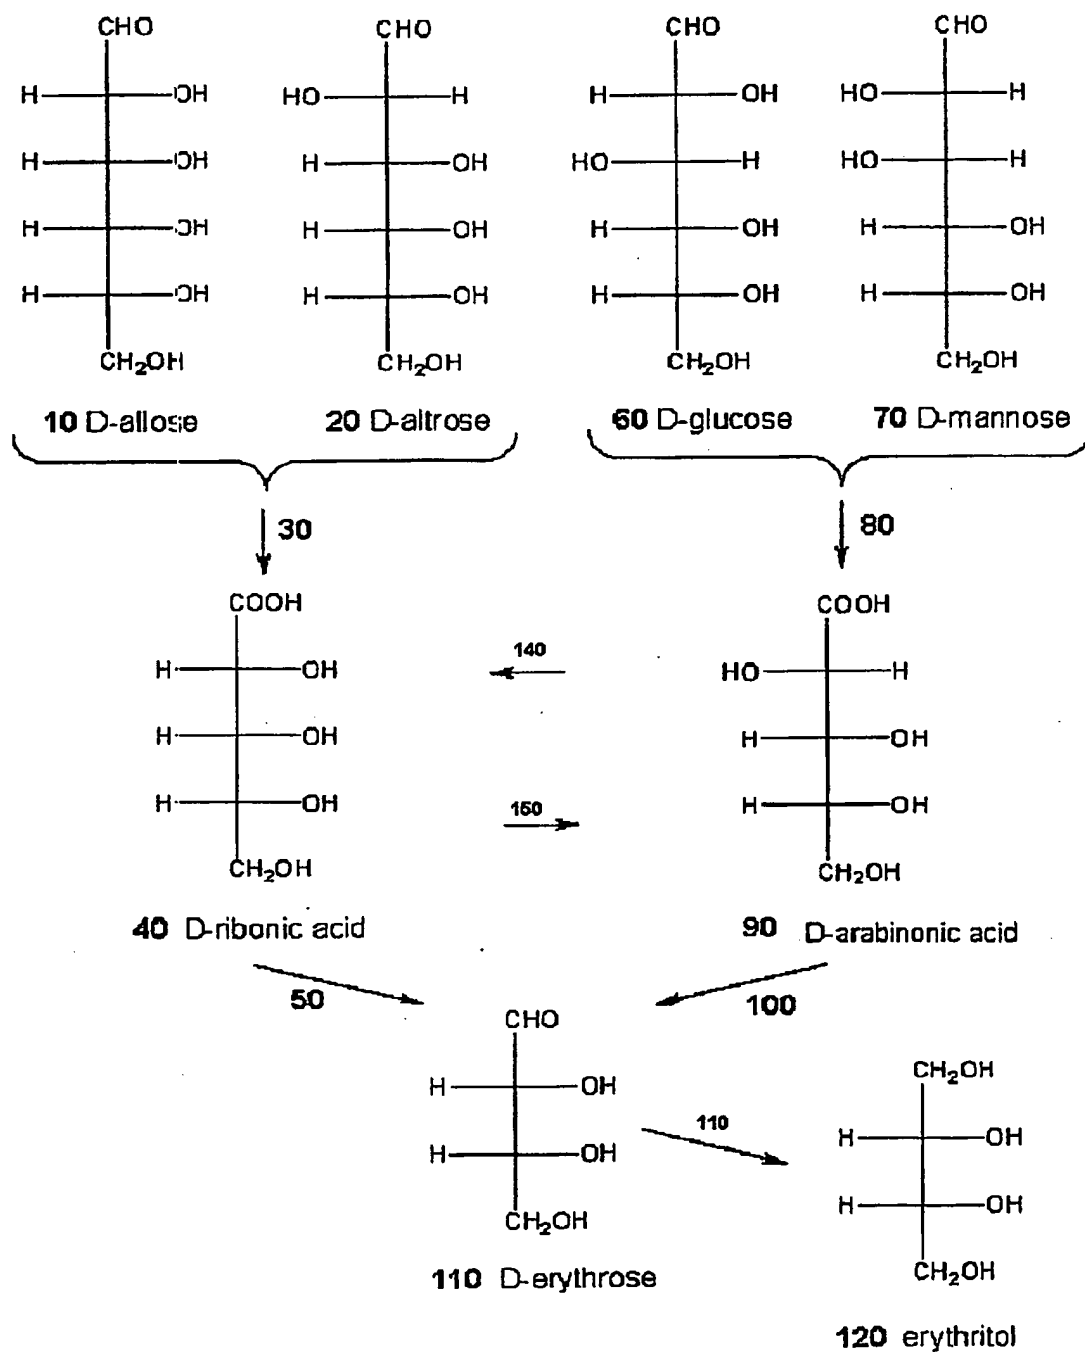 CHO CHO CHO CHO
H OH HO H H OH HO H
H OH H OH HO H HO H
H OH H OH H OH H OH
H OH H OH H OH H OH
CH₂OH CH₂OH CH₂OH CH₂OH
10 D-allose 20 D-altrose 60 D-glucose 70 D-mannose
30 80
COOH COOH
140
H OH HO H
H OH H OH
H OH H OH
150
CH₂OH CH₂OH
40 D-ribonic acid 90 D-arabinonic acid
50 100
CHO
CH₂OH
H OH 110
H OH
H OH H OH
CH₂OH
CH₂OH
110 D-erythrose
120 erythritol